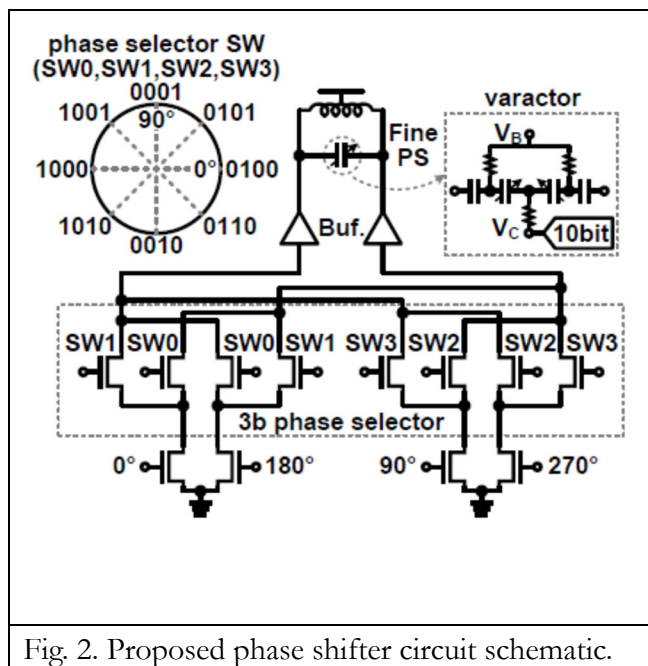 phase selector SW
(SW0,SW1,SW2,SW3)
0001
1001
0101
90°
1000
0°
0100
1010
0110
0010
Fine
PS
varactor
V_B
V_C
10bit
Buf.
SW1
SW0
SW0
SW1
SW3
SW2
SW2
SW3
3b phase selector
0°
180°
90°
270°
Fig. 2. Proposed phase shifter circuit schematic.